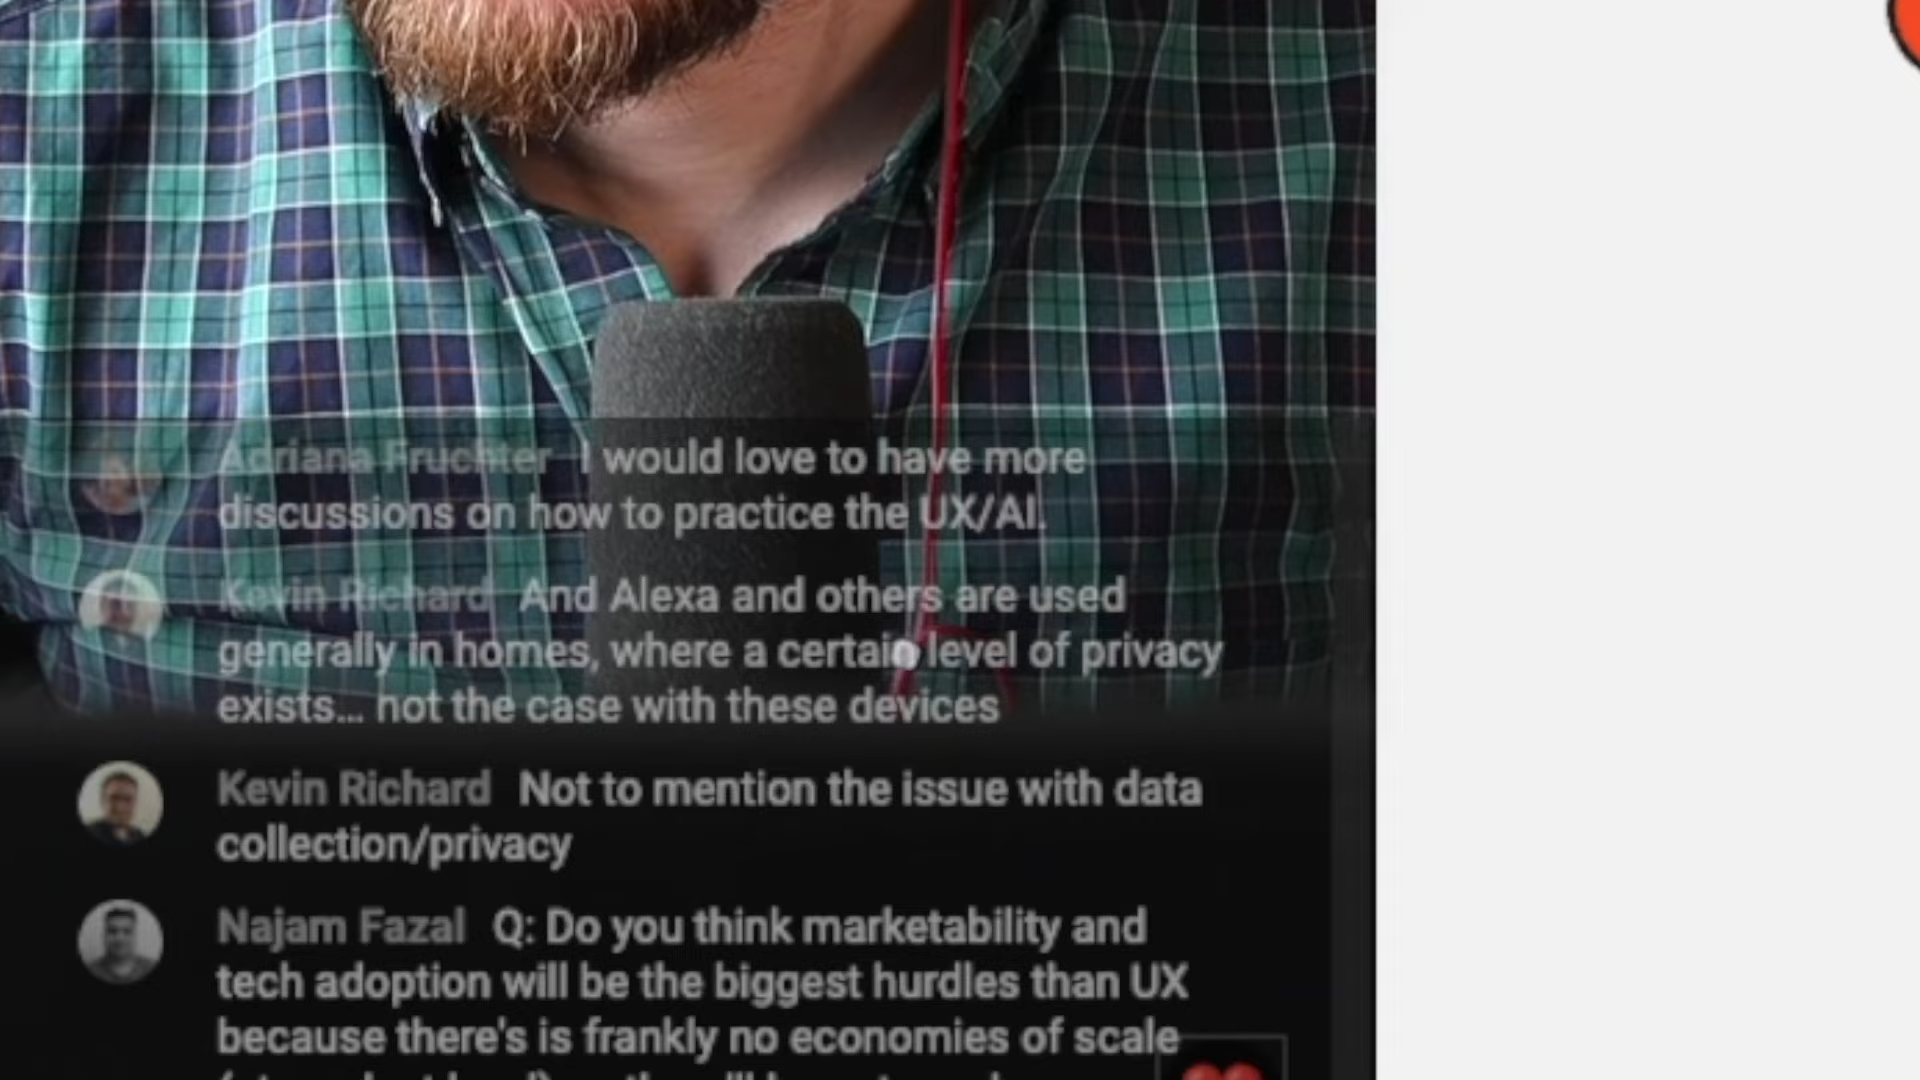 Adriana Fruchter I would love to have more
discussions on how to practice the UX/AI.
Kevin Richard And Alexa and others are used
generally in homes, where a certain level of privacy
exists... not the case with these devices
Kevin Richard Not to mention the issue with data
collection/privacy
Najam Fazal Q: Do you think marketability and
tech adoption will be the biggest hurdles than UX
because there's is frankly no economies of scale